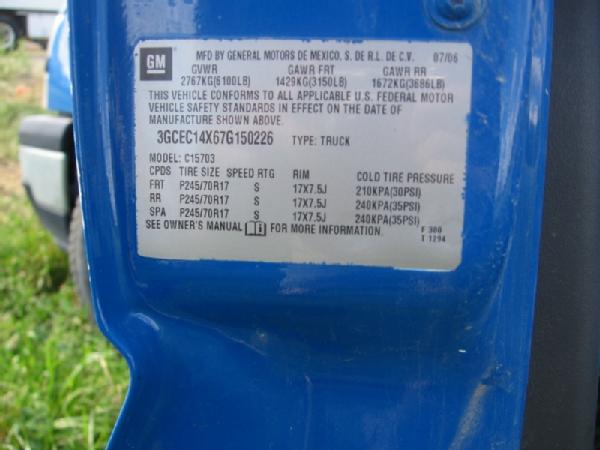 GM
MFD BY GENERAL MOTORS DE MEXICO, S. DE R.L. DE C.V. 07/06
GVWR GAWR FRT GAWR RR
2767KG(6100LB) 1429KG(3150LB) 1672KG(3686LB)
THIS VEHICLE CONFORMS TO ALL APPLICABLE U.S. FEDERAL MOTOR
VEHICLE SAFETY STANDARDS IN EFFECT ON THE DATE OF
MANUFACTURE SHOWN ABOVE.
3GCEC14X67G150226 TYPE: TRUCK
MODEL: C15703
CPDS TIRE SIZE SPEED RTG RIM COLD TIRE PRESSURE
FRT P245/70R17 S 17X7.5J 210KPA(30PSI)
RR P245/70R17 S 17X7.5J 240KPA(35PSI)
SPA P245/70R17 S 17X7.5J 240KPA(35PSI)
SEE OWNER'S MANUAL FOR MORE INFORMATION.
F 300
I 1294